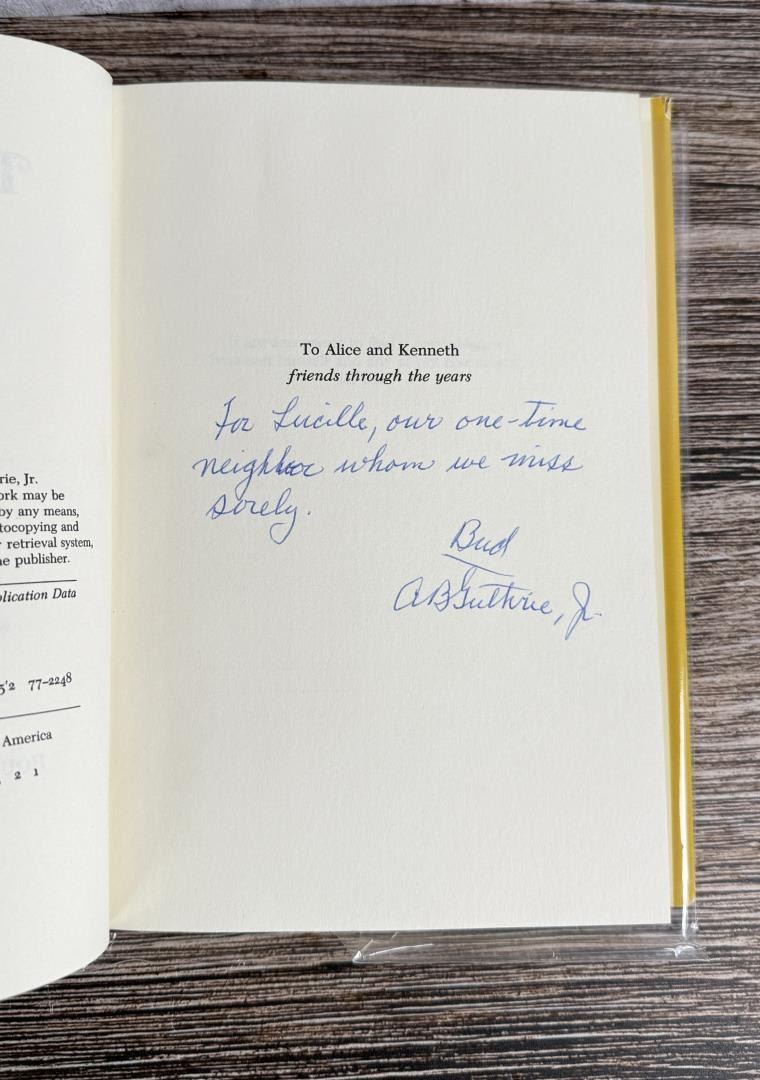 rie, Jr.
ork may be
by any means,
tocopying and
retrieval system,
e publisher.
lication Data
5'2 77-2248
America
2 1
To Alice and Kenneth
friends through the years
For Lucille, our one-time
neighbor whom we miss
sorely.
Bud
A B Guthrie, Jr.